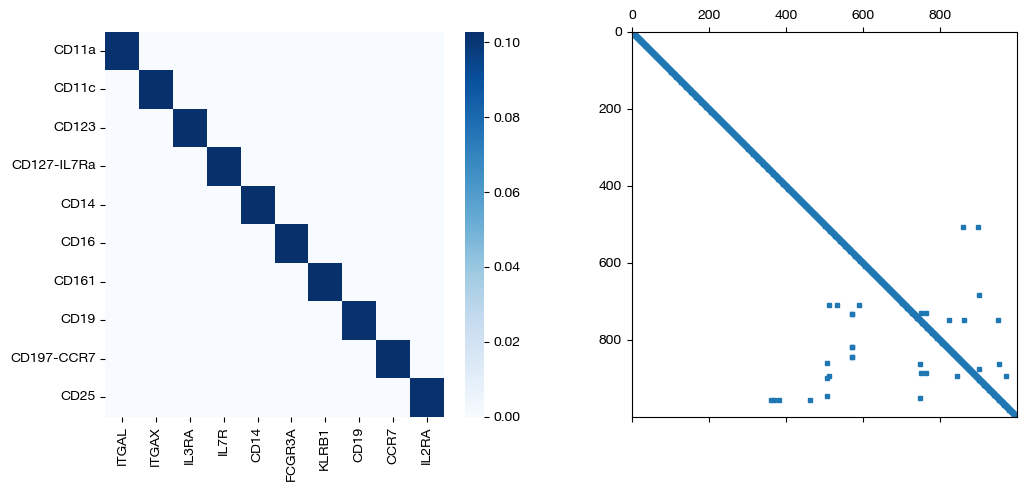 CD11a
CD11c
CD123
CD127-IL7Ra
CD14
CD16
CD161
CD19
CD197-CCR7
CD25
ITGAL
ITGAX
IL3RA
IL7R
CD14
FCGR3A
KLRB1
CD19
CCR7
IL2RA
0.10
0.08
0.06
0.04
0.02
0.00
0 200 400 600 800
0
200
400
600
800